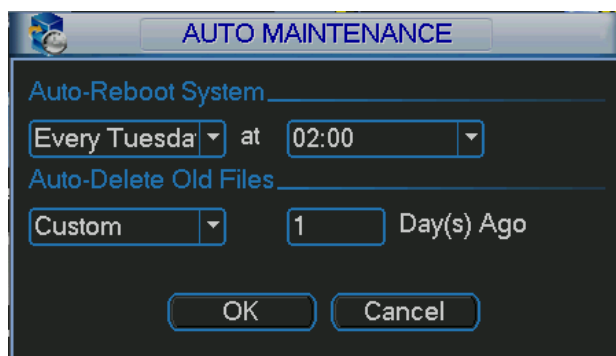 AUTO MAINTENANCE
Auto-Reboot System
Every Tuesda at 02:00
Auto-Delete Old Files
Custom 1 Day(s) Ago
OK Cancel